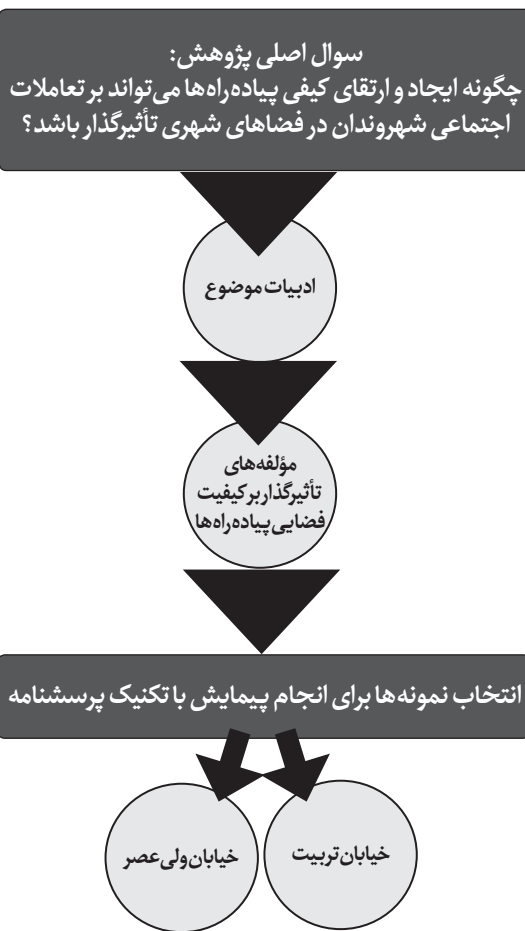 سوال اصلی پژوهش:
چگونه ایجاد و ارتقای کیفی پیاده‌راه‌ها می‌تواند بر تعاملات
اجتماعی شهروندان در فضاهای شهری تأثیرگذار باشد؟
ادبیات موضوع
مؤلفه‌های
تأثیرگذار بر کیفیت
فضایی پیاده‌راه‌ها
انتخاب نمونه‌ها برای انجام پیمایش با تکنیک پرسشنامه
خیابان تربیت
خیابان ولی عصر